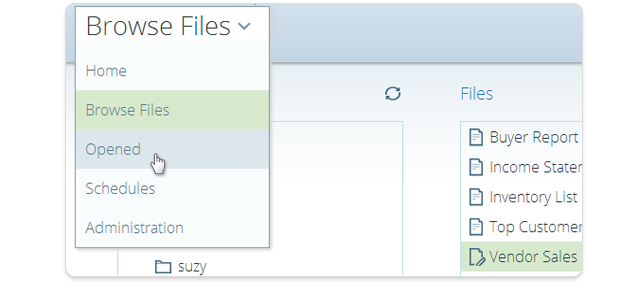 Browse Files
Home
Browse Files
Opened
Schedules
Administration
suzy
Files
Buyer Report
Income Stater
Inventory List
Top Customer
Vendor Sales